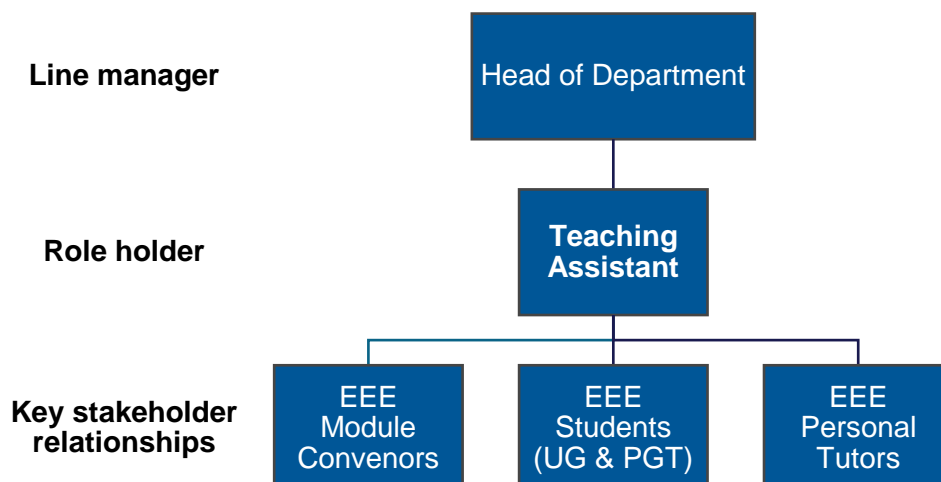 Line manager
Head of Department
Role holder
Teaching
Assistant
Key stakeholder
relationships
EEE
Module
Convenors
EEE
Students
(UG & PGT)
EEE
Personal
Tutors